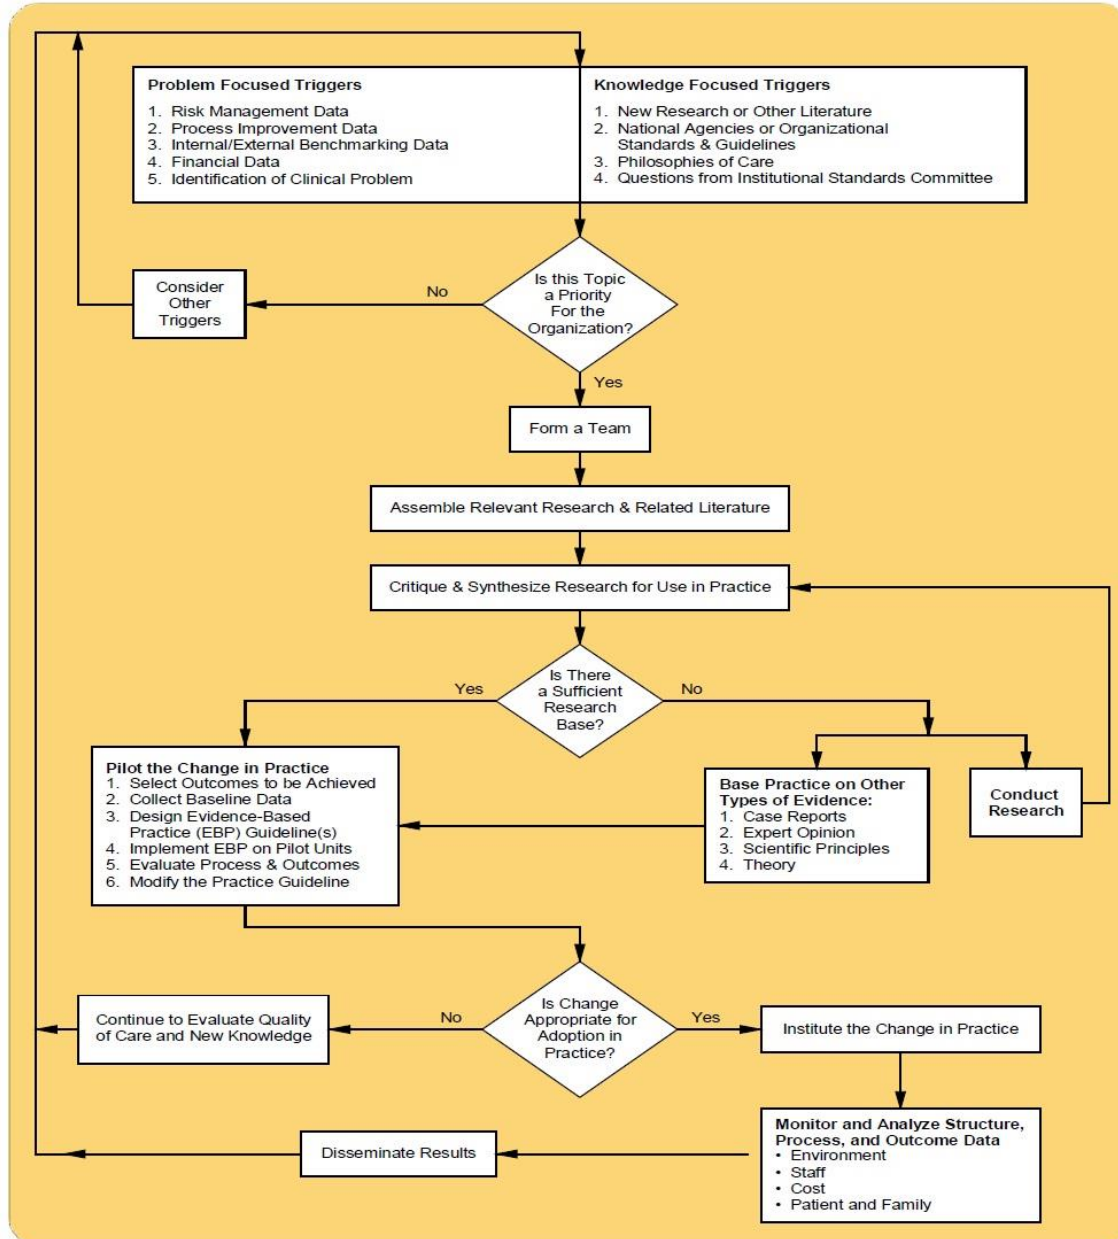 Problem Focused Triggers
1. Risk Management Data
2. Process Improvement Data
3. Internal/External Benchmarking Data
4. Financial Data
5. Identification of Clinical Problem
Knowledge Focused Triggers
1. New Research or Other Literature
2. National Agencies or Organizational
Standards & Guidelines
3. Philosophies of Care
4. Questions from Institutional Standards Committee
Consider
Other
Triggers
No
Is this Topic
a Priority
For the
Organization?
Yes
Form a Team
Assemble Relevant Research & Related Literature
Critique & Synthesize Research for Use in Practice
Yes
Is There
a Sufficient
Research
Base?
No
Pilot the Change in Practice
1. Select Outcomes to be Achieved
2. Collect Baseline Data
3. Design Evidence-Based
Practice (EBP) Guideline(s)
4. Implement EBP on Pilot Units
5. Evaluate Process & Outcomes
6. Modify the Practice Guideline
Base Practice on Other
Types of Evidence:
1. Case Reports
2. Expert Opinion
3. Scientific Principles
4. Theory
Conduct
Research
Continue to Evaluate Quality
of Care and New Knowledge
No
Is Change
Appropriate for
Adoption in
Practice?
Yes
Institute the Change in Practice
Disseminate Results
Monitor and Analyze Structure,
Process, and Outcome Data
• Environment
• Staff
• Cost
• Patient and Family